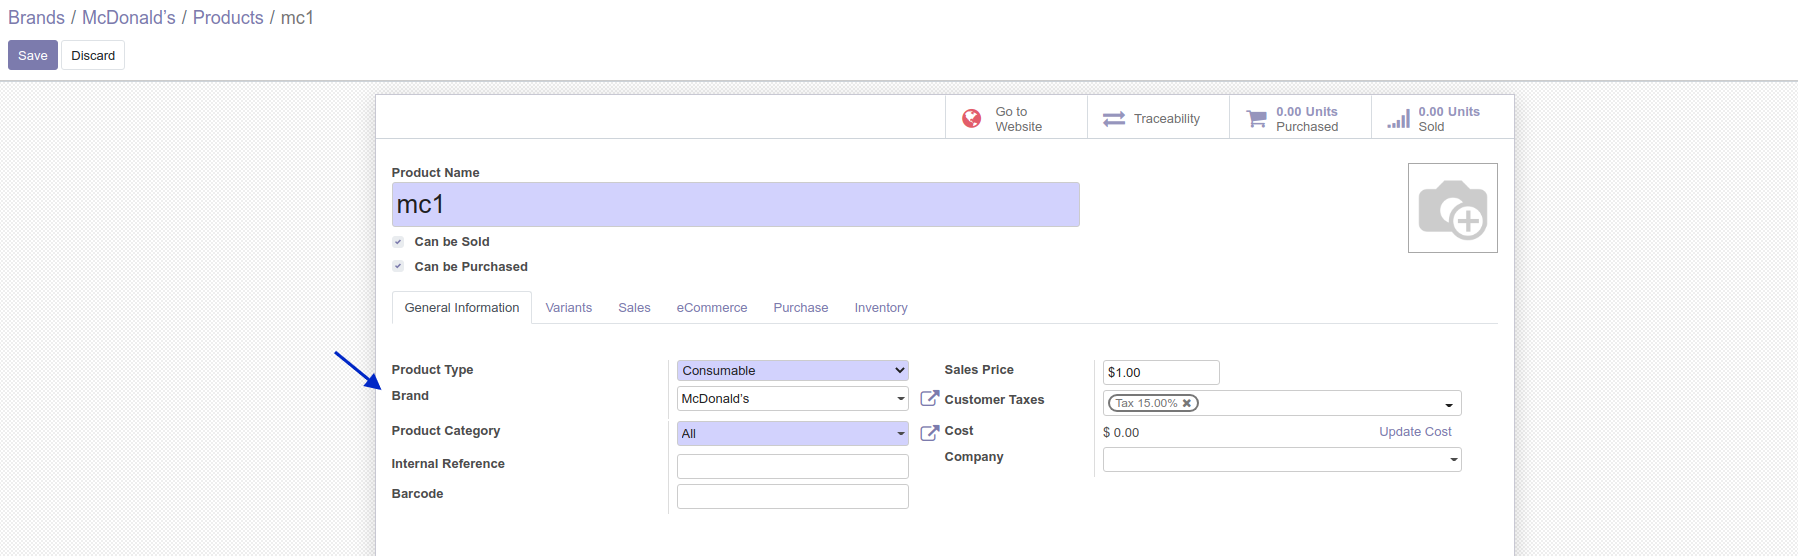 Brands / McDonald's / Products / mc1
Save Discard
Go to Website
Traceability
0.00 Units Purchased
0.00 Units Sold
Product Name
mc1
Can be Sold
Can be Purchased
General Information Variants Sales eCommerce Purchase Inventory
Product Type Consumable
Brand McDonald's
Product Category All
Internal Reference
Barcode
Sales Price $1.00
Customer Taxes Tax 15.00% ✖
Cost $ 0.00 Update Cost
Company